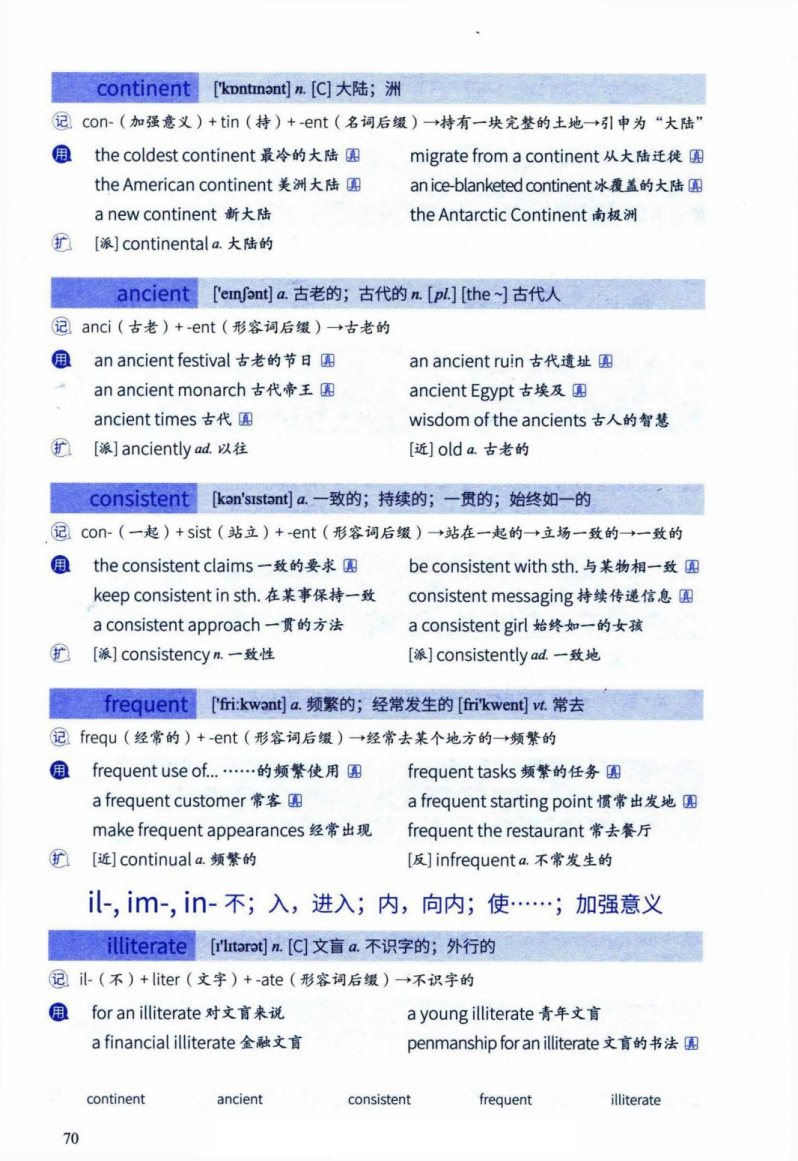 continent ['kɒntɪnənt] n. [C] 大陆；洲
记 con-（加强意义）+ tin（持）+ -ent（名词后缀）→持有一块完整的土地→引申为“大陆”
用 the coldest continent 最冷的大陆 真 migrate from a continent 从大陆迁徙 真
the American continent 美洲大陆 真 an ice-blanketed continent 冰覆盖的大陆 真
a new continent 新大陆 the Antarctic Continent 南极洲
扩 [派] continental a. 大陆的
ancient ['eɪnʃənt] a. 古老的；古代的 n. [pl.] [the ~] 古代人
记 anci（古老）+ -ent（形容词后缀）→古老的
用 an ancient festival 古老的节日 真 an ancient ruin 古代遗址 真
an ancient monarch 古代帝王 真 ancient Egypt 古埃及 真
ancient times 古代 真 wisdom of the ancients 古人的智慧
扩 [派] anciently ad. 以往 [近] old a. 古老的
consistent [kən'sɪstənt] a. 一致的；持续的；一贯的；始终如一的
记 con-（一起）+ sist（站立）+ -ent（形容词后缀）→站在一起的→立场一致的→一致的
用 the consistent claims 一致的要求 真 be consistent with sth. 与某物相一致 真
keep consistent in sth. 在某事保持一致 consistent messaging 持续传递信息 真
a consistent approach 一贯的方法 a consistent girl 始终如一的女孩
扩 [派] consistency n. 一致性 [派] consistently ad. 一致地
frequent ['fri:kwənt] a. 频繁的；经常发生的 [fri'kwent] vt. 常去
记 frequ（经常的）+ -ent（形容词后缀）→经常去某个地方的→频繁的
用 frequent use of... ……的频繁使用 真 frequent tasks 频繁的任务 真
a frequent customer 常客 真 a frequent starting point 惯常出发地 真
make frequent appearances 经常出现 frequent the restaurant 常去餐厅
扩 [近] continual a. 频繁的 [反] infrequent a. 不常发生的
il-, im-, in- 不；入，进入；内，向内；使……；加强意义
illiterate [ɪ'lɪtərət] n. [C] 文盲 a. 不识字的；外行的
记 il-（不）+ liter（文字）+ -ate（形容词后缀）→不识字的
用 for an illiterate 对文盲来说 a young illiterate 青年文盲
a financial illiterate 金融文盲 penmanship for an illiterate 文盲的书法 真
continent ancient consistent frequent illiterate
70